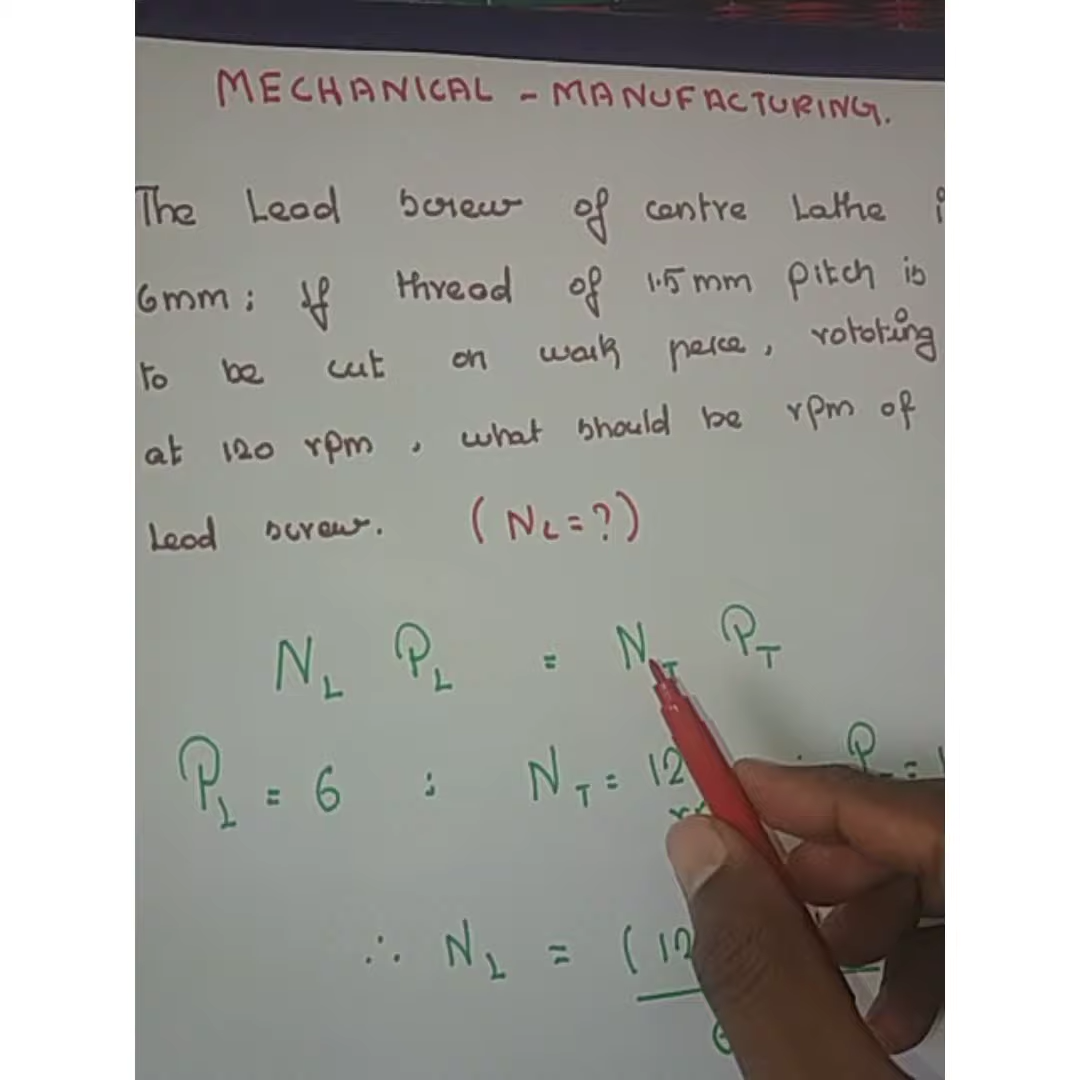 MECHANICAL - MANUFACTURING.
The Lead screw of centre Lathe
6mm; If thread of 1.5mm pitch is
to be cut on work peice, rotating
at 120 rpm, what should be rpm of
Lead screw. (NL=?)
NL PL = NT PT
PL = 6 ; NT = 12
∴ NL = (12